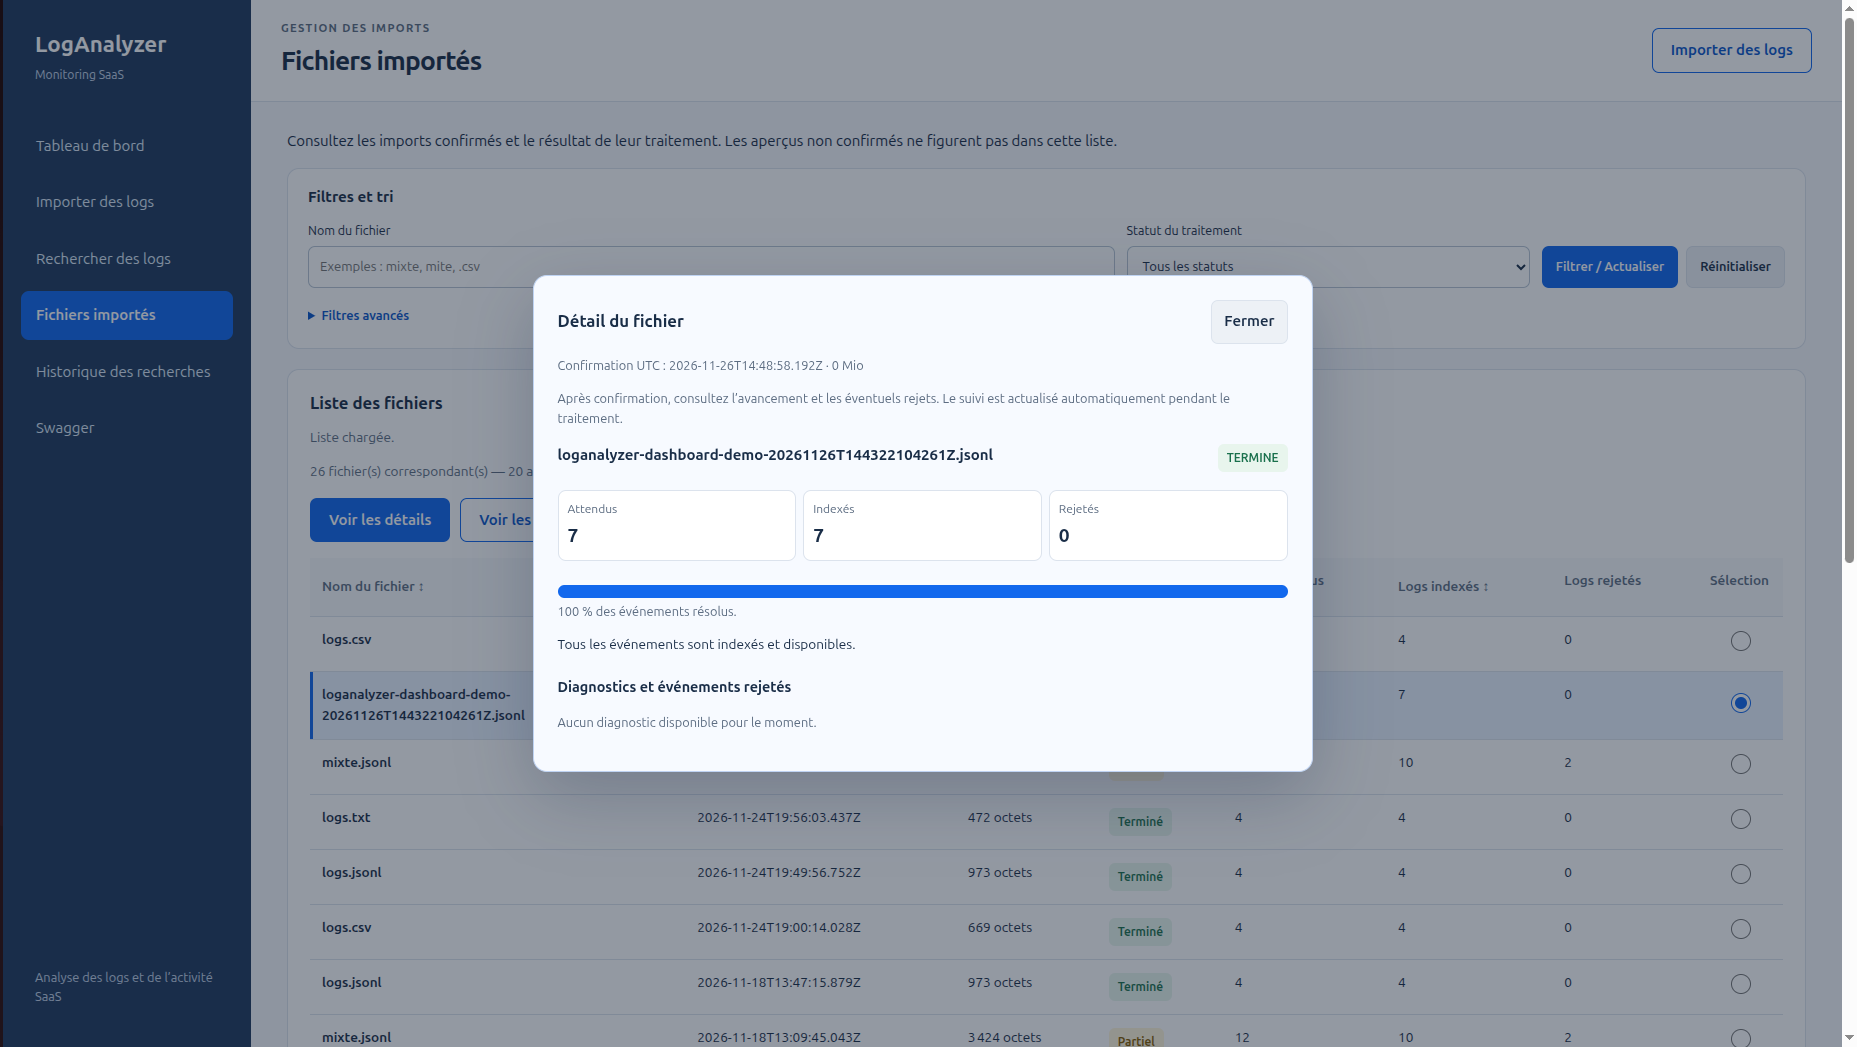 LogAnalyzer
Monitoring SaaS
Tableau de bord
Importer des logs
Rechercher des logs
Fichiers importés
Historique des recherches
Swagger
Analyse des logs et de l'activité
SaaS
GESTION DES IMPORTS
Fichiers importés
Importer des logs
Consultez les imports confirmés et le résultat de leur traitement. Les aperçus non confirmés ne figurent pas dans cette liste.
Filtres et tri
Nom du fichier
Statut du traitement
Exemples : mixte, mite, .csv
Tous les statuts
Filtrer / Actualiser
Réinitialiser
▶ Filtres avancés
Liste des fichiers
Liste chargée.
26 fichier(s) correspondant(s) — 20 a
Voir les détails
Voir les
Détail du fichier
Fermer
Confirmation UTC : 2026-11-26T14:48:58.192Z · 0 Mio
Après confirmation, consultez l’avancement et les éventuels rejets. Le suivi est actualisé automatiquement pendant le
traitement.
loganalyzer-dashboard-demo-20261126T144322104261Z.jsonl
TERMINE
Attendus
7
Indexés
7
Rejetés
0
100 % des événements résolus.
Tous les événements sont indexés et disponibles.
Diagnostics et événements rejetés
Aucun diagnostic disponible pour le moment.
Nom du fichier ↕
us
Logs indexés ↕
Logs rejetés
Sélection
logs.csv
4
0
loganalyzer-dashboard-demo-
20261126T144322104261Z.jsonl
7
0
mixte.jsonl
10
2
logs.txt 2026-11-24T19:56:03.437Z 472 octets Terminé 4 4 0
logs.jsonl 2026-11-24T19:49:56.752Z 973 octets Terminé 4 4 0
logs.csv 2026-11-24T19:00:14.028Z 669 octets Terminé 4 4 0
logs.jsonl 2026-11-18T13:47:15.879Z 973 octets Terminé 4 4 0
mixte.jsonl 2026-11-18T13:09:45.043Z 3 424 octets Partiel 12 10 2